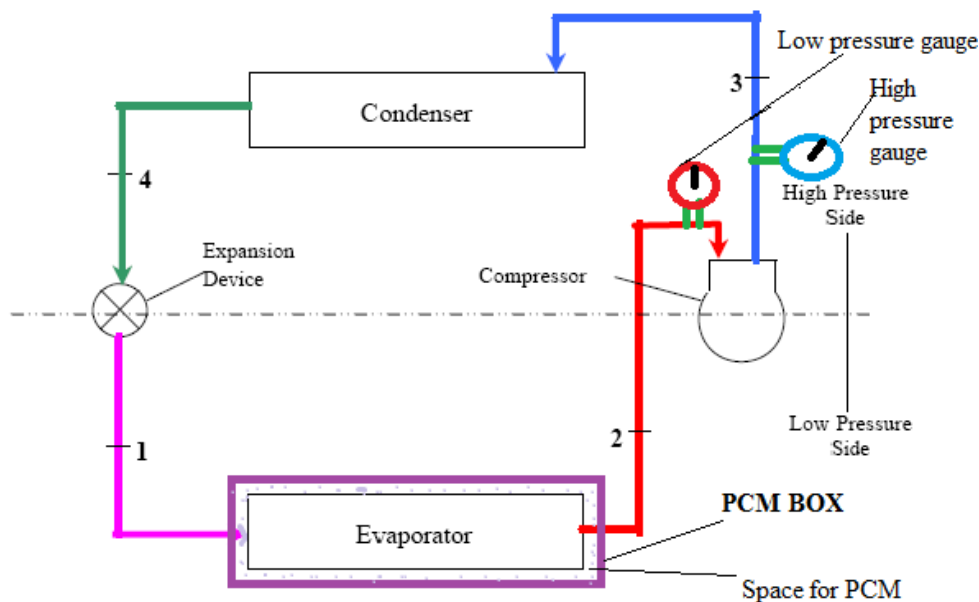 Low pressure gauge
3
High
pressure
gauge
Condenser
4
High Pressure
Side
Expansion
Device
Compressor
1
2
Low Pressure
Side
PCM BOX
Evaporator
Space for PCM